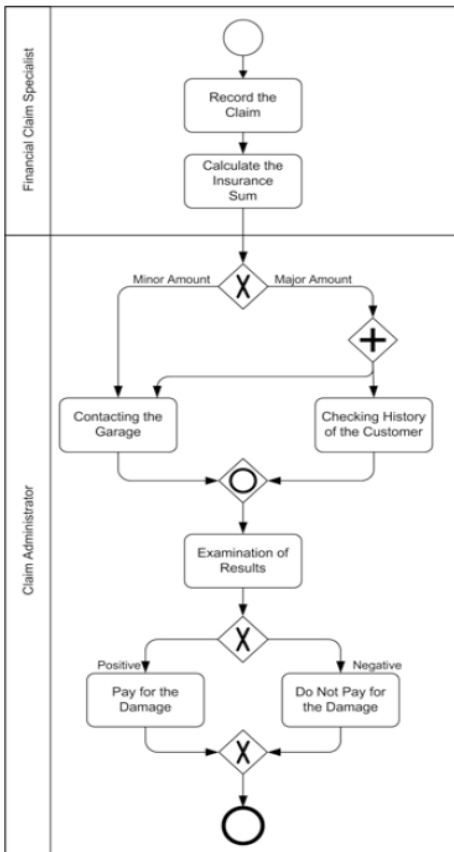 Financial Claim Specialist
Record the
Claim
Calculate the
Insurance
Sum
Claim Administrator
Minor Amount
Major Amount
Contacting the
Garage
Checking History
of the Customer
Examination of
Results
Positive
Negative
Pay for the
Damage
Do Not Pay for
the Damage